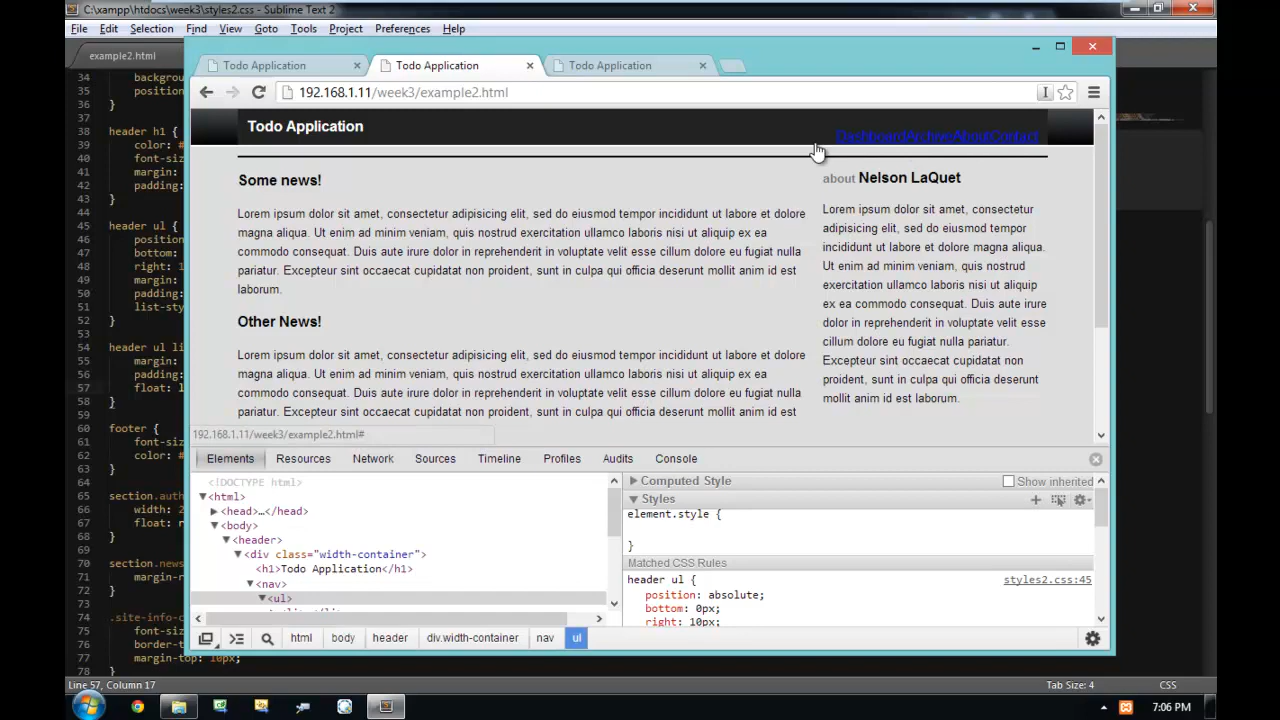 C:\xampp\htdocs\week3\styles2.css - Sublime Text 2
File Edit Selection Find View Goto Tools Project Preferences Help
example2.html
Todo Application Todo Application Todo Application
192.168.1.11/week3/example2.html
Todo Application
DashboardArchiveAboutContact
Some news!
Lorem ipsum dolor sit amet, consectetur adipisicing elit, sed do eiusmod tempor incididunt ut labore et dolore
magna aliqua. Ut enim ad minim veniam, quis nostrud exercitation ullamco laboris nisi ut aliquip ex ea
commodo consequat. Duis aute irure dolor in reprehenderit in voluptate velit esse cillum dolore eu fugiat nulla
pariatur. Excepteur sint occaecat cupidatat non proident, sunt in culpa qui officia deserunt mollit anim id est
laborum.
Other News!
Lorem ipsum dolor sit amet, consectetur adipisicing elit, sed do eiusmod tempor incididunt ut labore et dolore
magna aliqua. Ut enim ad minim veniam, quis nostrud exercitation ullamco laboris nisi ut aliquip ex ea
commodo consequat. Duis aute irure dolor in reprehenderit in voluptate velit esse cillum dolore eu fugiat nulla
pariatur. Excepteur sint occaecat cupidatat non proident, sunt in culpa qui officia deserunt mollit anim id est
about Nelson LaQuet
Lorem ipsum dolor sit amet, consectetur
adipisicing elit, sed do eiusmod tempor
incididunt ut labore et dolore magna aliqua.
Ut enim ad minim veniam, quis nostrud
exercitation ullamco laboris nisi ut aliquip
ex ea commodo consequat. Duis aute irure
dolor in reprehenderit in voluptate velit esse
cillum dolore eu fugiat nulla pariatur.
Excepteur sint occaecat cupidatat non
proident, sunt in culpa qui officia deserunt
mollit anim id est laborum.
192.168.1.11/week3/example2.html#
Elements Resources Network Sources Timeline Profiles Audits Console
<!DOCTYPE html>
<html>
<head>…</head>
<body>
<header>
<div class="width-container">
<h1>Todo Application</h1>
<nav>
<ul>
Computed Style Show inherited
Styles
element.style {
}
Matched CSS Rules
header ul { styles2.css:45
position: absolute;
bottom: 0px;
right: 10px;
html body header div.width-container nav ul
34 backgrou
35 position
36 }
37
38 header h1 {
39 color: #
40 font-siz
41 margin:
42 padding:
43 }
44
45 header ul {
46 position
47 bottom:
48 right: 1
49 margin:
50 padding:
51 list-sty
52 }
53
54 header ul li
55 margin:
56 padding:
57 float: l
58 }
59
60 footer {
61 font-siz
62 color: #
63 }
64
65 section.auth
66 width: 2
67 float: r
68 }
69
70 section.news
71 margin-r
72 }
73
74 .site-info-c
75 font-siz
76 border-t
77 margin-top: 10px;
78 }
Line 57, Column 17 Tab Size: 4 CSS
7:06 PM